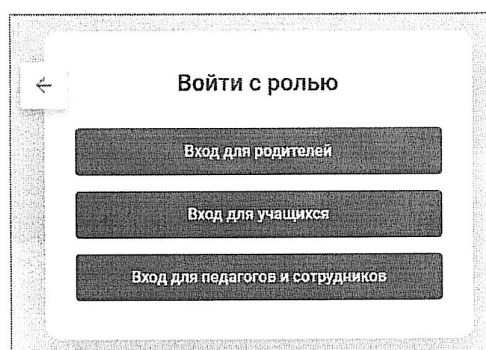 Войти с ролью
Вход для родителей
Вход для учащихся
Вход для педагогов и сотрудников